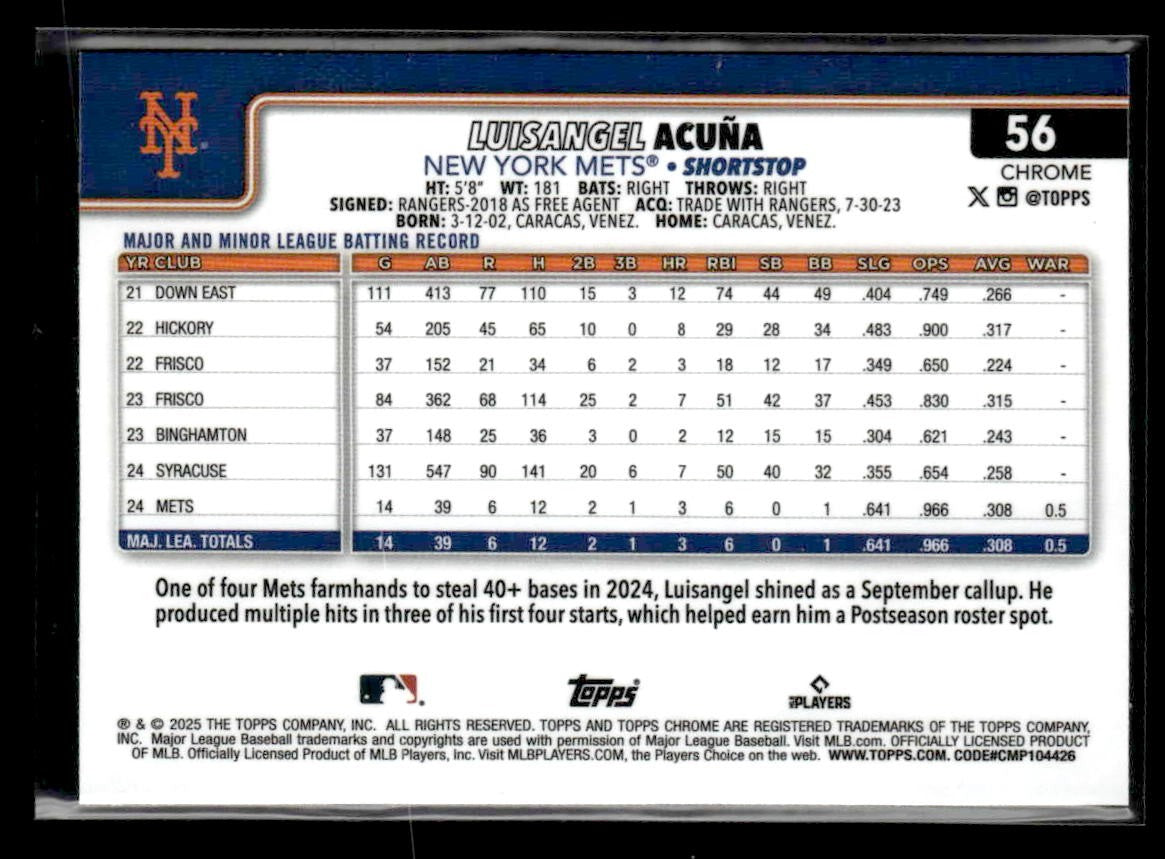 NY
LUISANGEL ACUÑA
56
NEW YORK METS® • SHORTSTOP
CHROME
HT: 5'8" WT: 181 BATS: RIGHT THROWS: RIGHT
@TOPPS
SIGNED: RANGERS-2018 AS FREE AGENT ACQ: TRADE WITH RANGERS, 7-30-23
BORN: 3-12-02, CARACAS, VENEZ. HOME: CARACAS, VENEZ.
MAJOR AND MINOR LEAGUE BATTING RECORD
YR CLUB G AB R H 2B 3B HR RBI SB BB SLG OPS AVG WAR
21 DOWN EAST 111 413 77 110 15 3 12 74 44 49 .404 .749 .266 -
22 HICKORY 54 205 45 65 10 0 8 29 28 34 .483 .900 .317 -
22 FRISCO 37 152 21 34 6 2 3 18 12 17 .349 .650 .224 -
23 FRISCO 84 362 68 114 25 2 7 51 42 37 .453 .830 .315 -
23 BINGHAMTON 37 148 25 36 3 0 2 12 15 15 .304 .621 .243 -
24 SYRACUSE 131 547 90 141 20 6 7 50 40 32 .355 .654 .258 -
24 METS 14 39 6 12 2 1 3 6 0 1 .641 .966 .308 0.5
MAJ. LEA. TOTALS 14 39 6 12 2 1 3 6 0 1 .641 .966 .308 0.5
One of four Mets farmhands to steal 40+ bases in 2024, Luisangel shined as a September callup. He
produced multiple hits in three of his first four starts, which helped earn him a Postseason roster spot.
Topps® PLAYERS
® & © 2025 THE TOPPS COMPANY, INC. ALL RIGHTS RESERVED. TOPPS AND TOPPS CHROME ARE REGISTERED TRADEMARKS OF THE TOPPS COMPANY,
INC. Major League Baseball trademarks and copyrights are used with permission of Major League Baseball. Visit MLB.com. OFFICIALLY LICENSED PRODUCT
OF MLB. Officially Licensed Product of MLB Players, Inc. Visit MLBPLAYERS.COM, the Players Choice on the web. WWW.TOPPS.COM. CODE#CMP104426